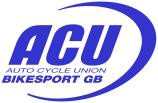 ACU
AUTO CYCLE UNION
BIKESPORT GB